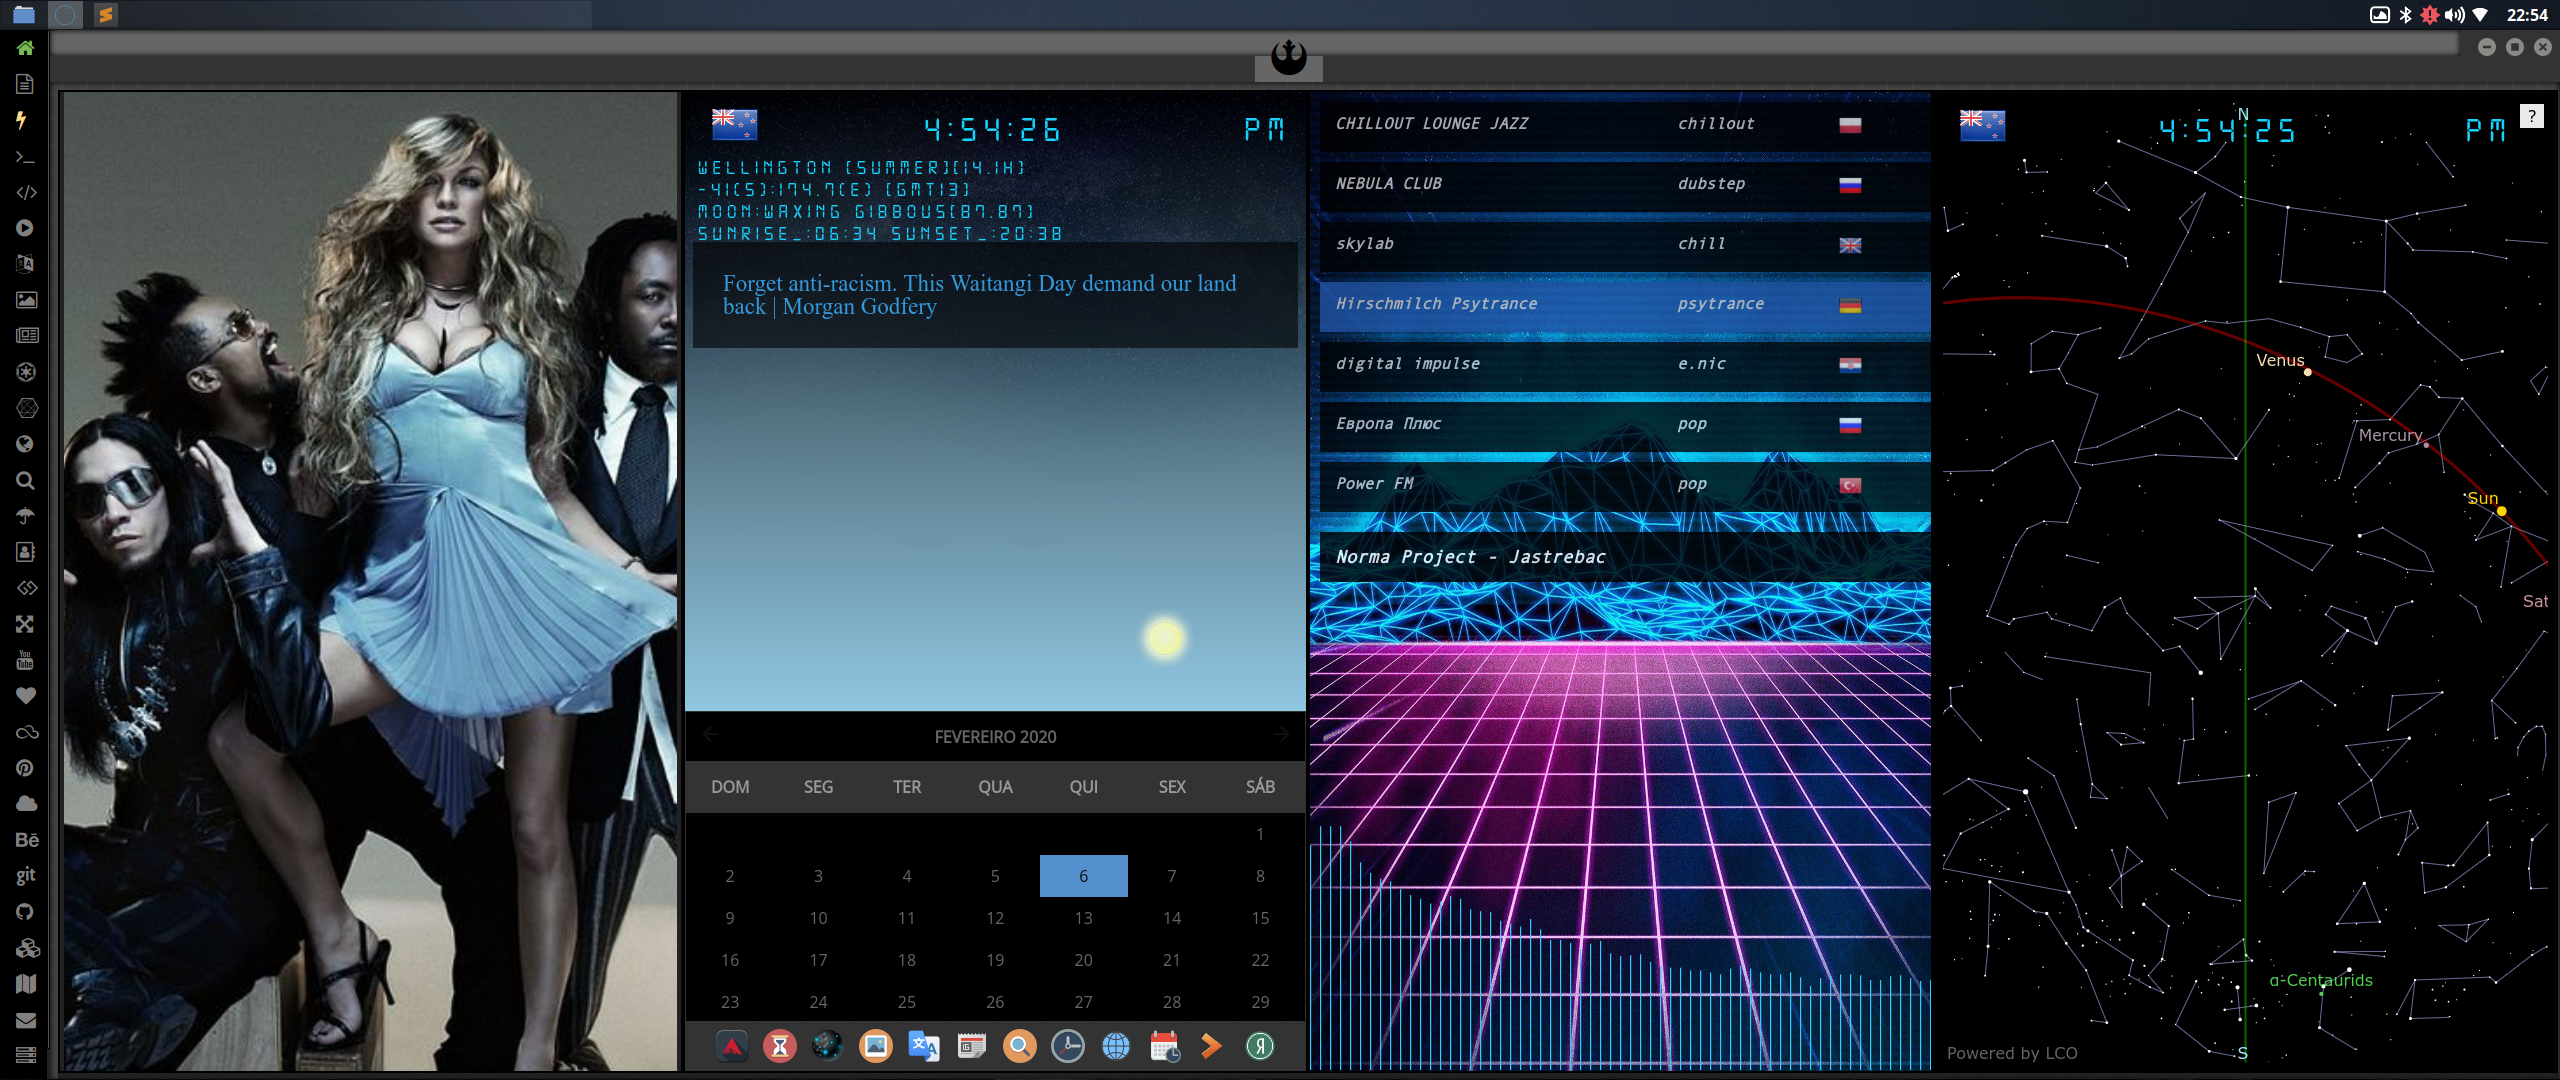 22:54
4:54:26 PM
WELLINGTON (SUMMER)(14.1H)
-41(S):174.7(E) (GMT13)
MOON:WAXING GIBBOUS(87.87)
SUNRISE_:06:34 SUNSET_:20:38
Forget anti-racism. This Waitangi Day demand our land
back | Morgan Godfery
FEVEREIRO 2020
DOM SEG TER QUA QUI SEX SÁB
1
2 3 4 5 6 7 8
9 10 11 12 13 14 15
16 17 18 19 20 21 22
23 24 25 26 27 28 29
CHILLOUT LOUNGE JAZZ chillout
NEBULA CLUB dubstep
skylab chill
Hirschmilch Psytrance psytrance
digital impulse e.nic
Европа Плюс pop
Power FM pop
Norma Project - Jastrebac
N
4:54:25 PM
?
Venus
Mercury
Sun
Sat
α-Centaurids
Powered by LCO
S
You
Tube
Bē
git